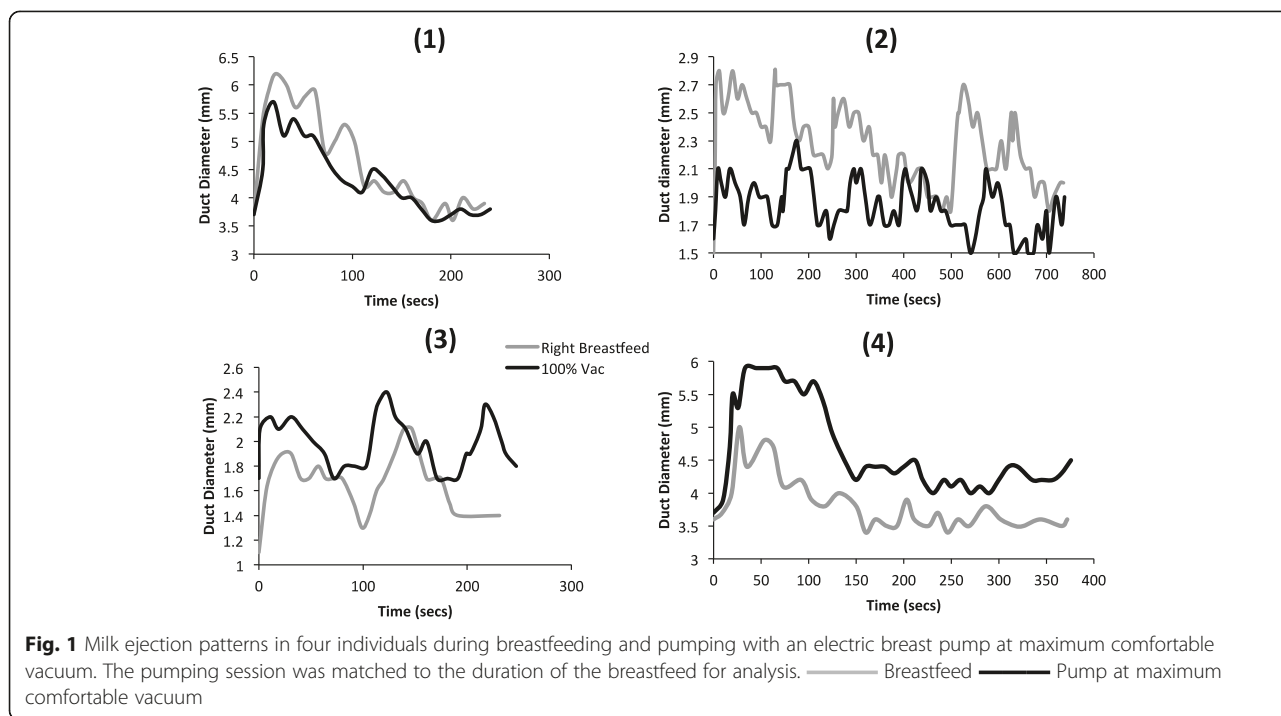 (1)
6.5
6
5.5
5
4.5
4
3.5
3
Duct Diameter (mm)
0 100 200 300
Time (secs)
(2)
2.9
2.7
2.5
2.3
2.1
1.9
1.7
1.5
Duct diameter (mm)
0 100 200 300 400 500 600 700 800
Time (secs)
(3)
Right Breastfeed
100% Vac
2.6
2.4
2.2
2
1.8
1.6
1.4
1.2
1
Duct Diameter (mm)
0 100 200 300
Time (secs)
(4)
6
5.5
5
4.5
4
3.5
3
Duct Diameter (mm)
0 50 100 150 200 250 300 350 400
Time (secs)
Fig. 1 Milk ejection patterns in four individuals during breastfeeding and pumping with an electric breast pump at maximum comfortable
vacuum. The pumping session was matched to the duration of the breastfeed for analysis. Breastfeed Pump at maximum
comfortable vacuum